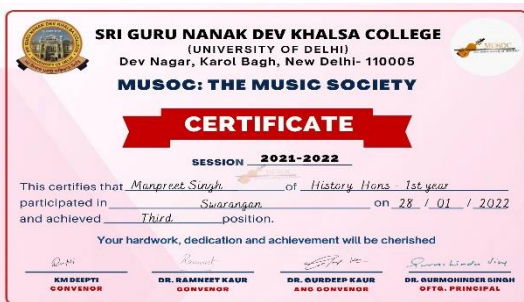 SRI GURU NANAK DEV KHALSA COLLEGE
(UNIVERSITY OF DELHI)
Dev Nagar, Karol Bagh, New Delhi- 110005
MUSOC: THE MUSIC SOCIETY
CERTIFICATE
SESSION 2021-2022
This certifies that Manpreet Singh of History Hons - 1st year
participated in Swarangan on 28 / 01 / 2022
and achieved Third position.
Your hardwork, dedication and achievement will be cherished
KM DEEPTI DR. RAMNEET KAUR DR. GURDEEP KAUR DR. GURMOHINDER SINGH
CONVENOR CONVENOR AND CONVENOR OFTG. PRINCIPAL